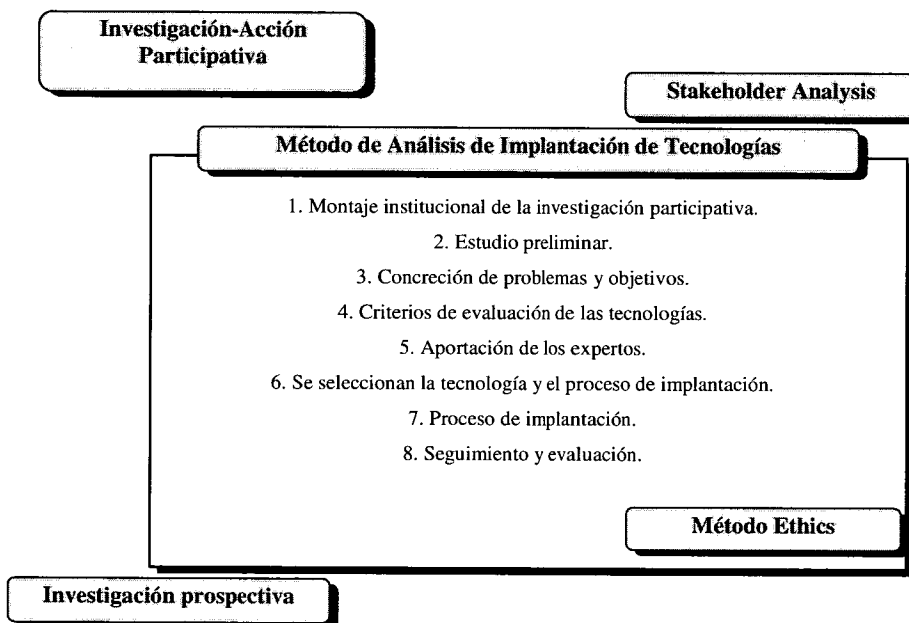 Investigación-Acción
Participativa
Stakeholder Analysis
Método de Análisis de Implantación de Tecnologías
1. Montaje institucional de la investigación participativa.
2. Estudio preliminar.
3. Concreción de problemas y objetivos.
4. Criterios de evaluación de las tecnologías.
5. Aportación de los expertos.
6. Se seleccionan la tecnología y el proceso de implantación.
7. Proceso de implantación.
8. Seguimiento y evaluación.
Método Ethics
Investigación prospectiva